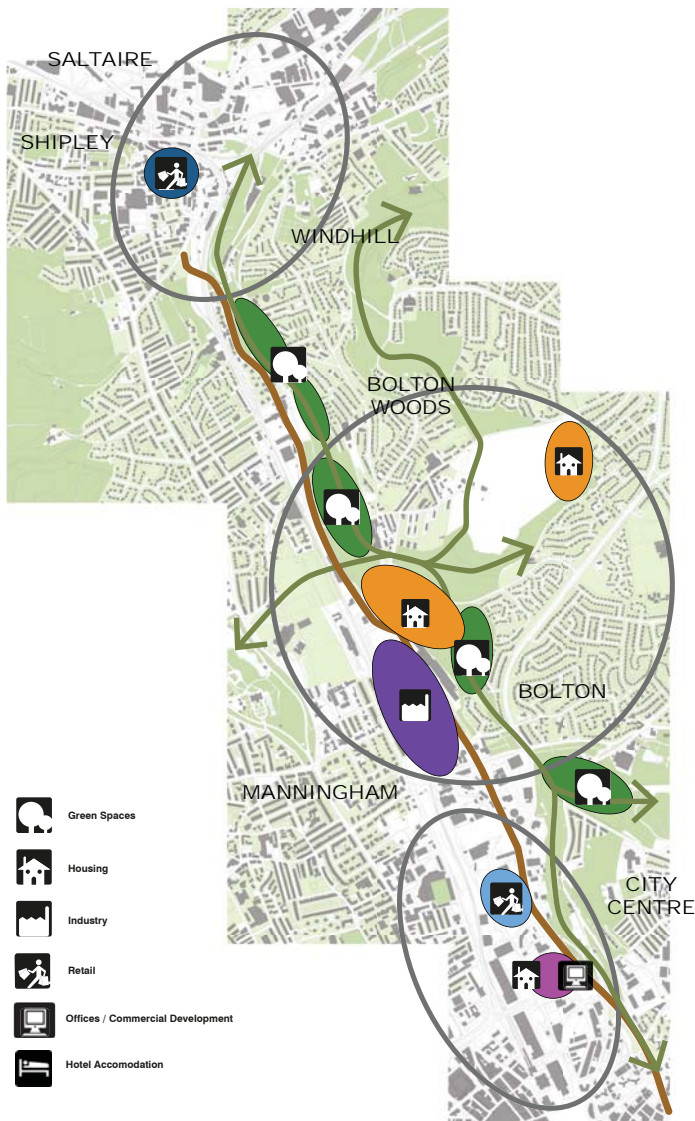 SALTAIRE
SHIPLEY
WINDHILL
BOLTON
WOODS
BOLTON
MANNINGHAM
CITY
CENTRE
Green Spaces
Housing
Industry
Retail
Offices / Commercial Development
Hotel Accomodation